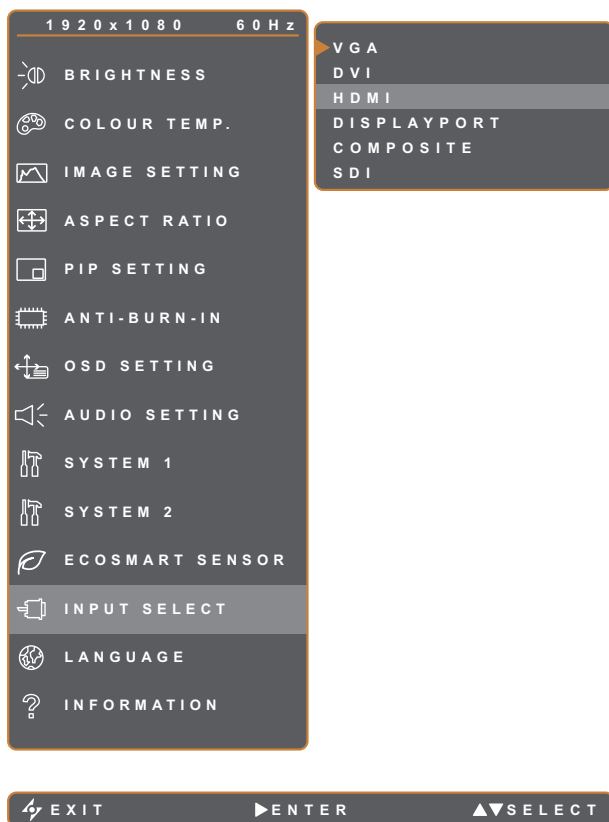 1920x1080 60Hz
BRIGHTNESS
COLOUR TEMP.
IMAGE SETTING
ASPECT RATIO
PIP SETTING
ANTI-BURN-IN
OSD SETTING
AUDIO SETTING
SYSTEM 1
SYSTEM 2
ECOSMART SENSOR
INPUT SELECT
LANGUAGE
INFORMATION
VGA
DVI
HDMI
DISPLAYPORT
COMPOSITE
SDI
EXIT ENTER SELECT